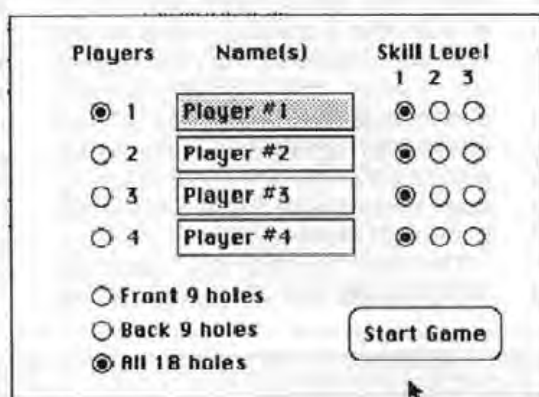 Players Name(s) Skill Level
1 2 3
1 Player #1
2 Player #2
3 Player #3
4 Player #4
Front 9 holes
Back 9 holes
All 18 holes
Start Game